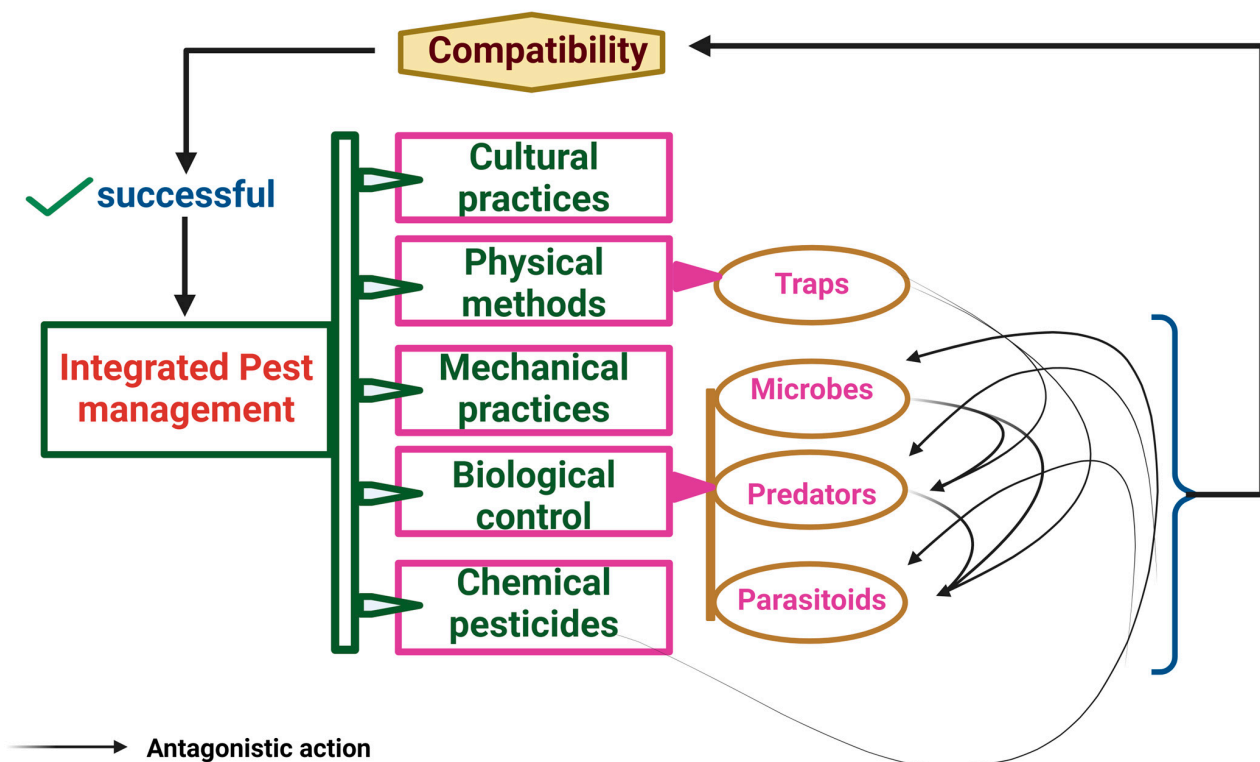 Compatibility
successful
Integrated Pest
management
Cultural
practices
Physical
methods
Mechanical
practices
Biological
control
Chemical
pesticides
Traps
Microbes
Predators
Parasitoids
Antagonistic action